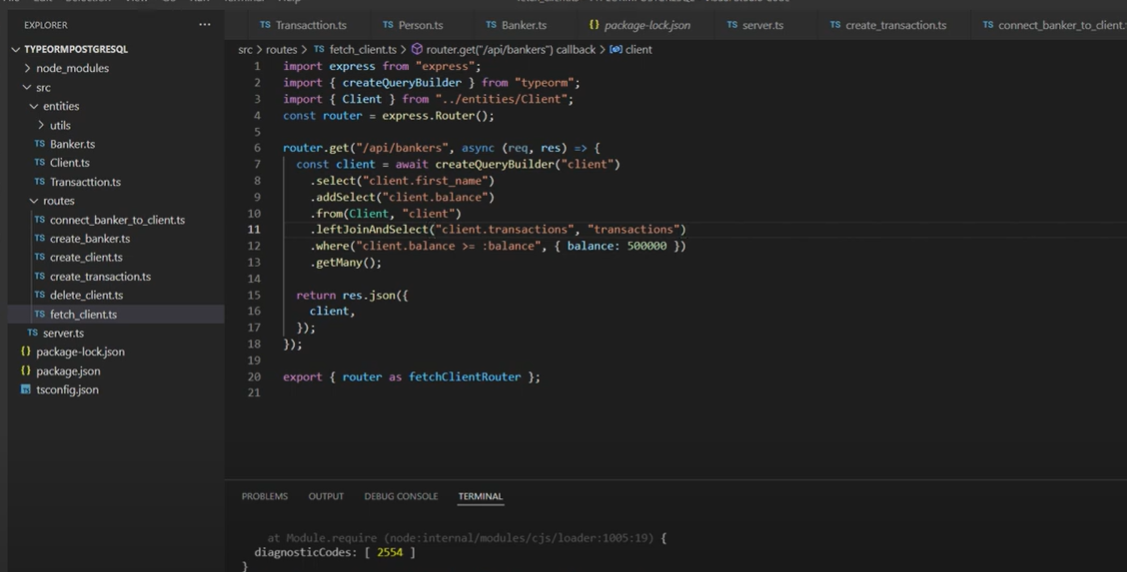 EXPLORER
...
TYPEORMPOSTGRESQL
node_modules
src
entities
utils
TS Banker.ts
TS Client.ts
TS Transacttion.ts
routes
TS connect_banker_to_client.ts
TS create_banker.ts
TS create_client.ts
TS create_transaction.ts
TS delete_client.ts
TS fetch_client.ts
TS server.ts
{} package-lock.json
{} package.json
tsconfig.json
TS Transacttion.ts TS Person.ts TS Banker.ts {} package-lock.json TS server.ts TS create_transaction.ts TS connect_banker_to_client.
src > routes > TS fetch_client.ts > router.get("/api/bankers") callback > client
1 import express from "express";
2 import { createQueryBuilder } from "typeorm";
3 import { Client } from "../entities/Client";
4 const router = express.Router();
5
6 router.get("/api/bankers", async (req, res) => {
7 const client = await createQueryBuilder("client")
8 .select("client.first_name")
9 .addSelect("client.balance")
10 .from(Client, "client")
11 .leftJoinAndSelect("client.transactions", "transactions")
12 .where("client.balance >= :balance", { balance: 500000 })
13 .getMany();
14
15 return res.json({
16 client,
17 });
18 });
19
20 export { router as fetchClientRouter };
21
PROBLEMS OUTPUT DEBUG CONSOLE TERMINAL
at Module.require (node:internal/modules/cjs/loader:1005:19) {
diagnosticCodes: [ 2554 ]
}